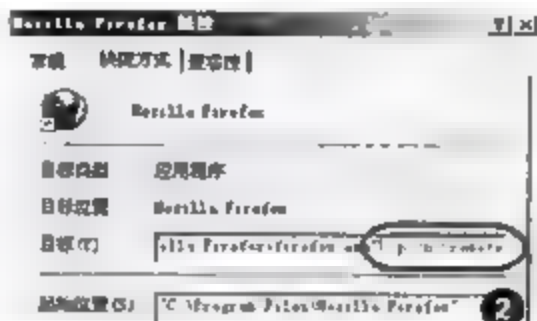 Mozilla Firefox 属性
常规 快捷方式 兼容性
Mozilla Firefox
目标类型 应用程序
目标位置 Mozilla Firefox
目标(T)
起始位置(S) "C:\Program Files\Mozilla Firefox"
2